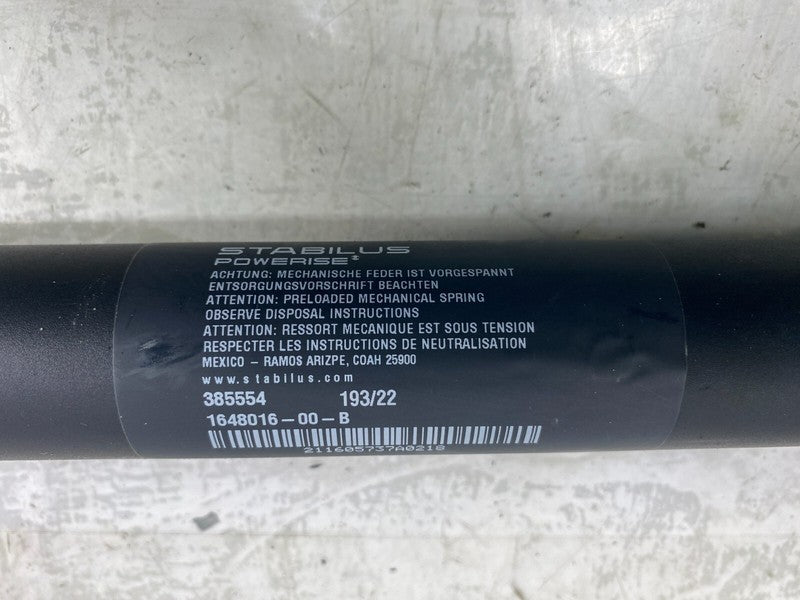 STABILUS
POWERISE®
ACHTUNG: MECHANISCHE FEDER IST VORGESPANNT
ENTSORGUNGSVORSCHRIFT BEACHTEN
ATTENTION: PRELOADED MECHANICAL SPRING
OBSERVE DISPOSAL INSTRUCTIONS
ATTENTION: RESSORT MECANIQUE EST SOUS TENSION
RESPECTER LES INSTRUCTIONS DE NEUTRALISATION
MEXICO – RAMOS ARIZPE, COAH 25900
www.stabilus.com
385554 193/22
1648016-00-B
211605737A0218